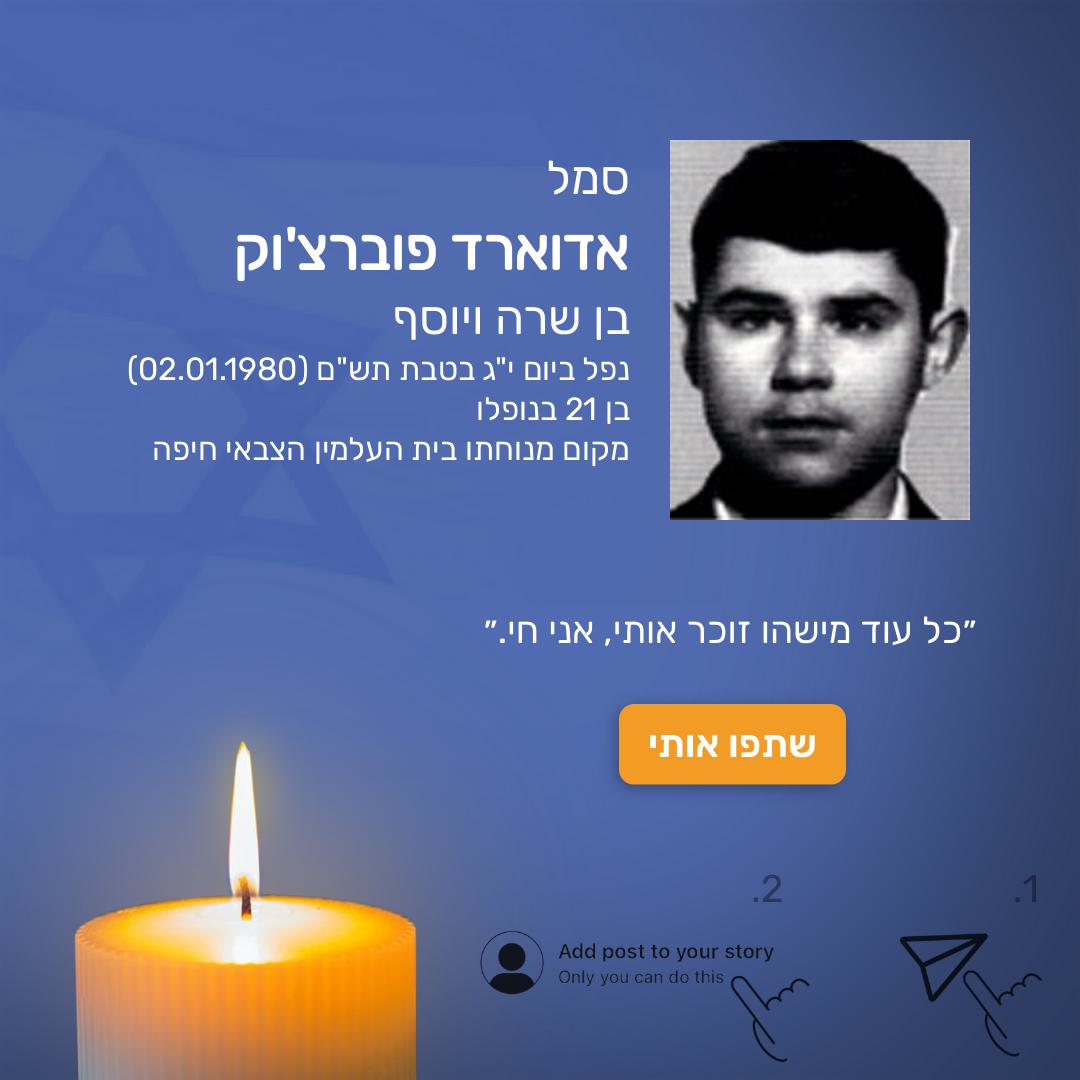 סמל
אדוארד פוברצ'וק
בן שרה ויוסף
נפל ביום י"ג בטבת תש"ם (02.01.1980)
בן 21 בנופלו
מקום מנוחתו בית העלמין הצבאי חיפה
״כל עוד מישהו זוכר אותי, אני חי.״
שתפו אותי
1.
2.
Add post to your story
Only you can do this